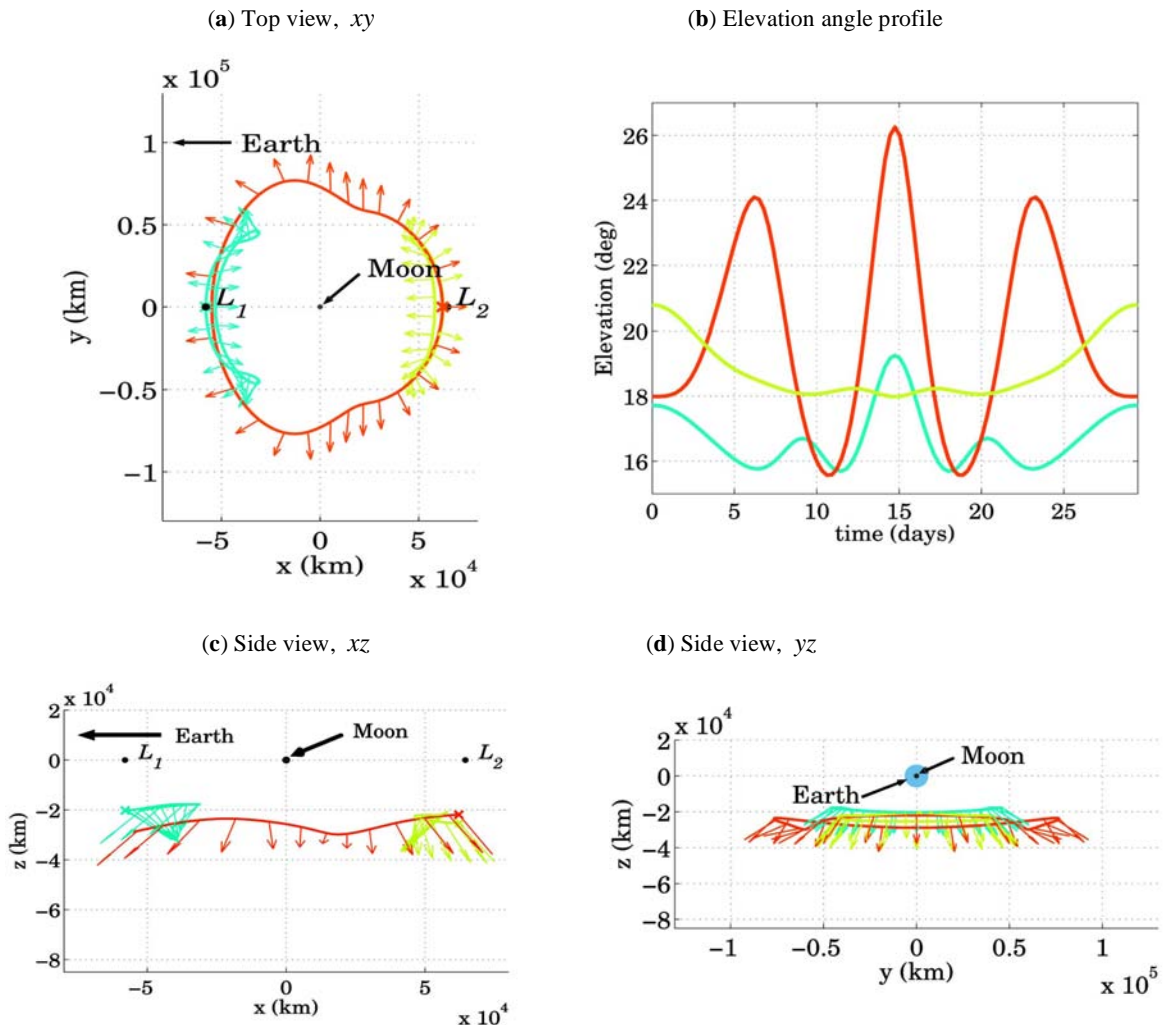 (a) Top view, xy
x 10^5
Earth
1
0.5
0
−0.5
−1
y (km)
Moon
L_1
L_2
−5 0 5
x (km)
x 10^4
(b) Elevation angle profile
26
24
22
20
18
16
Elevation (deg)
0 5 10 15 20 25
time (days)
(c) Side view, xz
x 10^4
2
0
−2
−4
−6
−8
z (km)
Earth
Moon
L_1
L_2
−5 0 5
x (km)
x 10^4
(d) Side view, yz
x 10^4
2
0
−2
−4
−6
−8
z (km)
Moon
Earth
−1 −0.5 0 0.5 1
y (km)
x 10^5